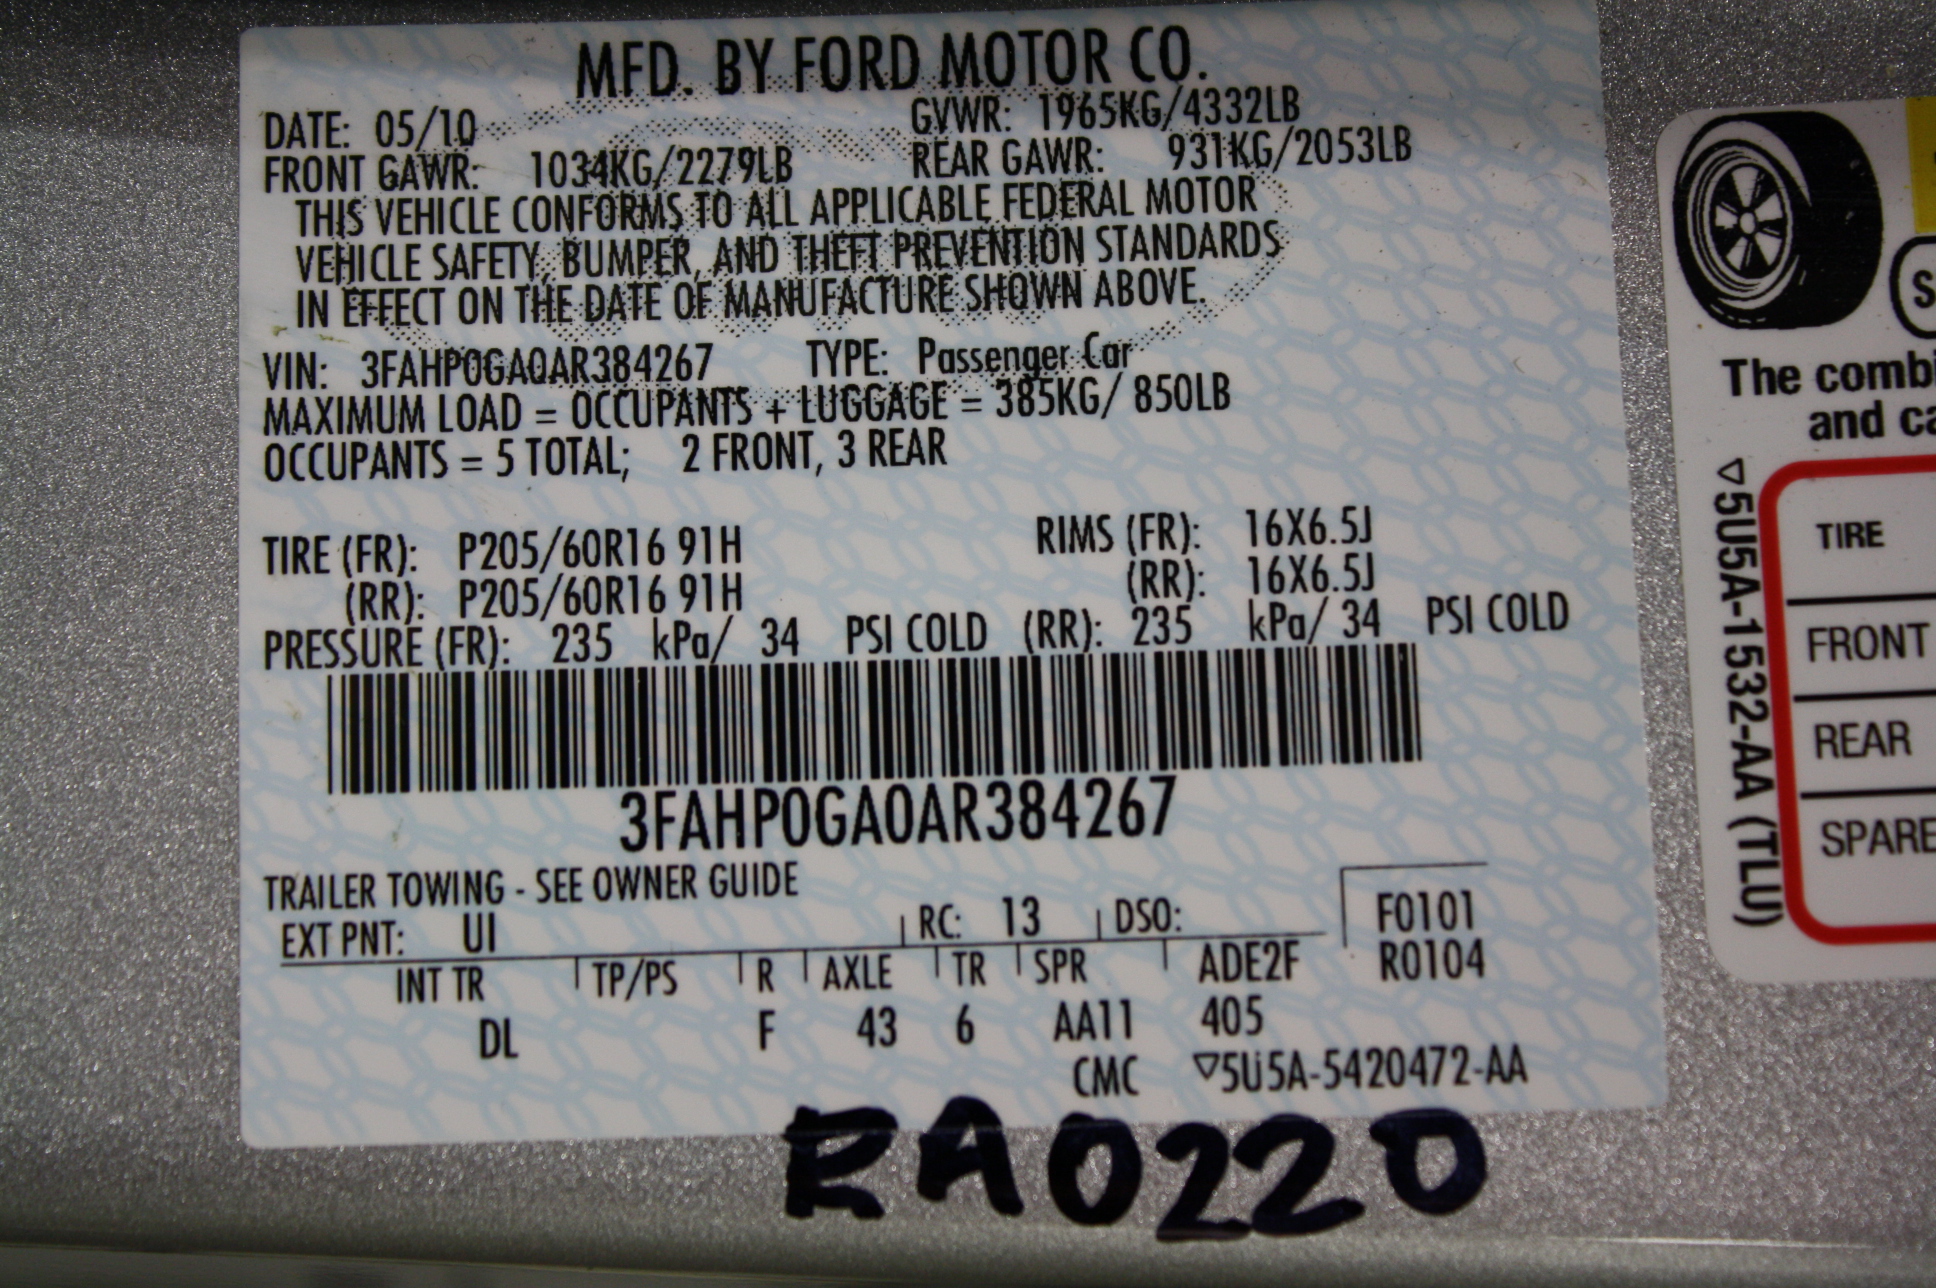 MFD. BY FORD MOTOR CO.
DATE: 05/10 GVWR: 1965KG/4332LB
FRONT GAWR: 1034KG/2279LB REAR GAWR: 931KG/2053LB
THIS VEHICLE CONFORMS TO ALL APPLICABLE FEDERAL MOTOR
VEHICLE SAFETY, BUMPER, AND THEFT PREVENTION STANDARDS
IN EFFECT ON THE DATE OF MANUFACTURE SHOWN ABOVE.
VIN: 3FAHP0GA0AR384267 TYPE: Passenger Car
MAXIMUM LOAD = OCCUPANTS + LUGGAGE = 385KG/ 850LB
OCCUPANTS = 5 TOTAL; 2 FRONT, 3 REAR
TIRE (FR): P205/60R16 91H RIMS (FR): 16X6.5J
(RR): P205/60R16 91H (RR): 16X6.5J
PRESSURE (FR): 235 kPa/ 34 PSI COLD (RR): 235 kPa/ 34 PSI COLD
3FAHP0GA0AR384267
TRAILER TOWING - SEE OWNER GUIDE
EXT PNT: UI RC: 13 DSO: F0101
INT TR TP/PS R AXLE TR SPR ADE2F R0104
DL F 43 6 AA11 405
CMC ▽5U5A-5420472-AA
RA0220
The combi
and ca
▽5U5A-1532-AA (TLU)
TIRE
FRONT
REAR
SPARE